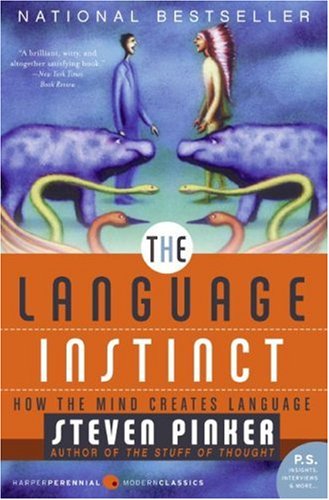 NATIONAL BESTSELLER
"A brilliant, witty, and
altogether satisfying book."
—New York Times
Book Review
THE
LANGUAGE
INSTINCT
HOW THE MIND CREATES LANGUAGE
STEVEN PINKER
AUTHOR OF THE STUFF OF THOUGHT
HARPERPERENNIAL MODERNCLASSICS
P.S.
INSIGHTS,
INTERVIEWS
& MORE...